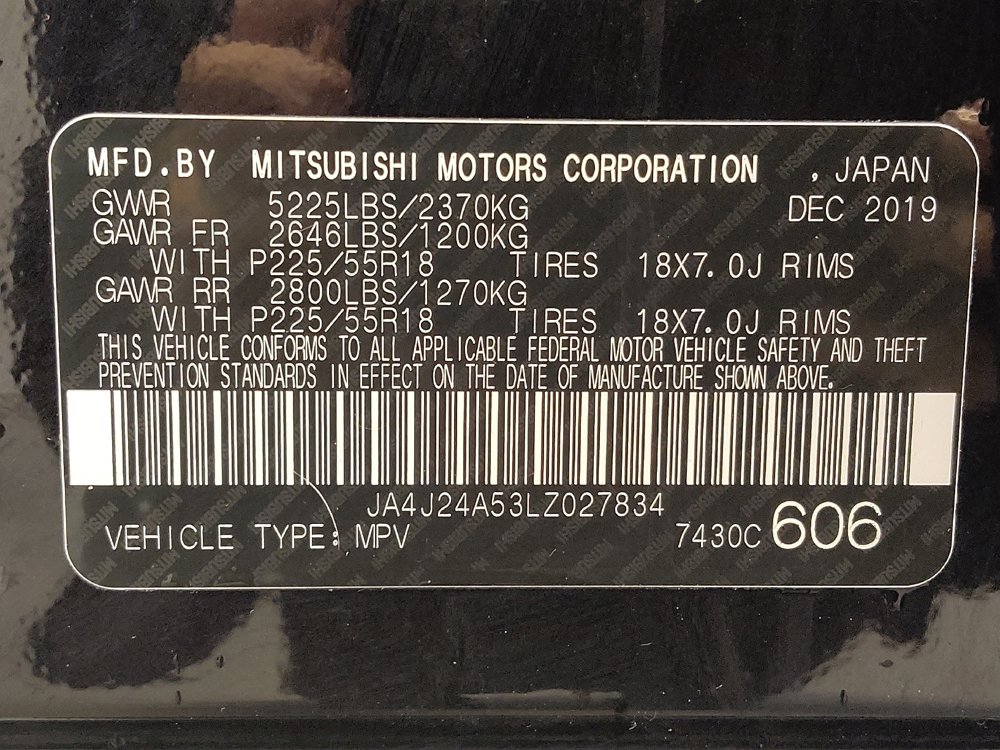 MFD.BY MITSUBISHI MOTORS CORPORATION , JAPAN
GVWR 5225LBS/2370KG DEC 2019
GAWR FR 2646LBS/1200KG
WITH P225/55R18 TIRES 18X7.0J RIMS
GAWR RR 2800LBS/1270KG
WITH P225/55R18 TIRES 18X7.0J RIMS
THIS VEHICLE CONFORMS TO ALL APPLICABLE FEDERAL MOTOR VEHICLE SAFETY AND THEFT
PREVENTION STANDARDS IN EFFECT ON THE DATE OF MANUFACTURE SHOWN ABOVE.
JA4J24A53LZ027834
VEHICLE TYPE: MPV 7430C 606